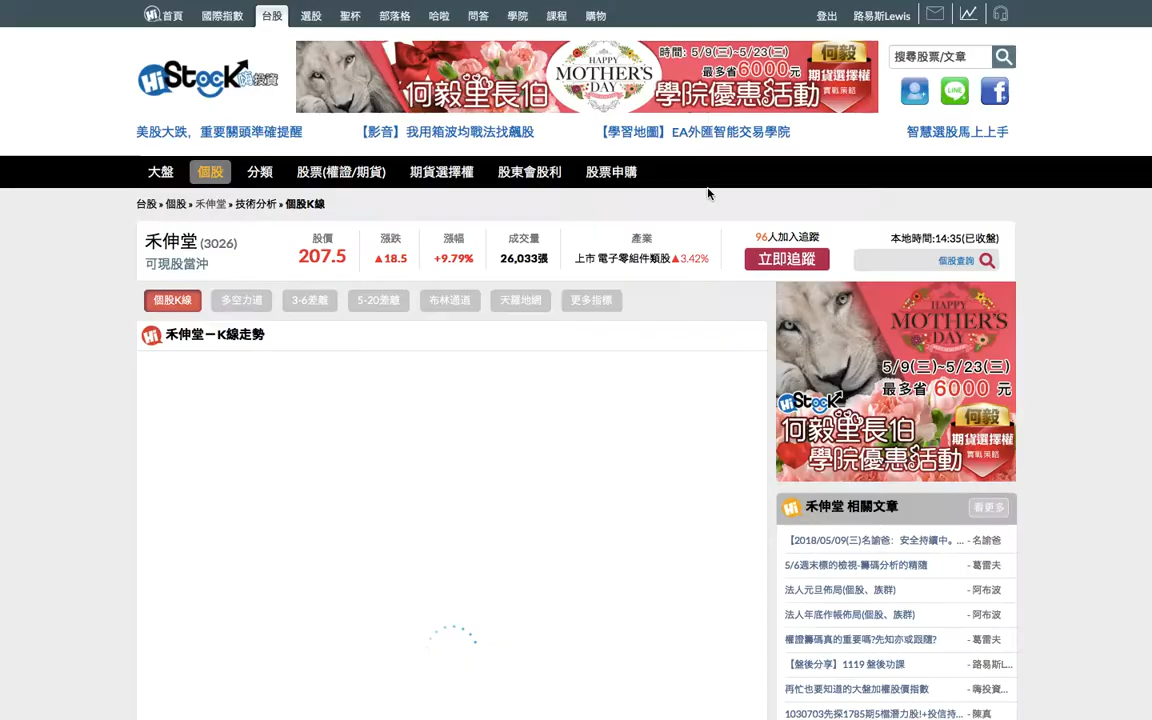 Hi首頁 國際指數 台股 選股 聖杯 部落格 哈啦 問答 學院 課程 購物 登出 路易斯Lewis
HiStock嗨投資
何毅里長伯
HAPPY
MOTHER'S
DAY
時間: 5/9(三)~5/23(三)
最多省6000元
學院優惠活動
何毅
期貨選擇權
實戰策略
搜尋股票/文章
LINE
美股大跌，重要關頭準確提醒 【影音】我用箱波均戰法找飆股 【學習地圖】EA外匯智能交易學院 智慧選股馬上上手
大盤 個股 分類 股票(權證/期貨) 期貨選擇權 股東會股利 股票申購
台股 » 個股 » 禾伸堂 » 技術分析 » 個股K線
禾伸堂 (3026)
可現股當沖
股價 漲跌 漲幅 成交量 產業
207.5 ▲18.5 +9.79% 26,033張 上市 電子零組件類股▲3.42%
96人加入追蹤
立即追蹤
本地時間:14:35(已收盤)
個股查詢
個股K線 多空力道 3-6差離 5-20差離 布林通道 天羅地網 更多指標
Hi 禾伸堂－K線走勢
HAPPY
MOTHER'S
DAY
5/9(三)~5/23(三)
最多省 6000 元
HiStock
何毅里長伯
學院優惠活動
何毅
期貨選擇權
實戰策略
Hi 禾伸堂 相關文章 看更多
【2018/05/09(三)名諭爸：安全持續中。... - 名諭爸
5/6週末標的檢視-籌碼分析的精隨 - 葛雷夫
法人元旦佈局(個股、族群) - 阿布波
法人年底作帳佈局(個股、族群) - 阿布波
權證籌碼真的重要嗎?先知亦或跟隨? - 葛雷夫
【盤後分享】1119 盤後功課 - 路易斯L...
再忙也要知道的大盤加權股價指數 - 嗨投資...
1030703先探1785期5檔潛力股!+投信持... - 陳真